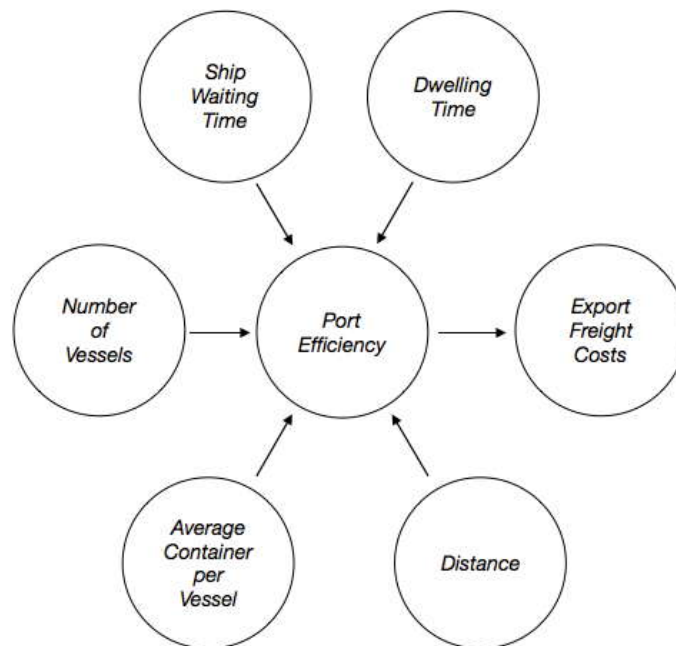 Ship
Waiting
Time
Dwelling
Time
Number
of
Vessels
Port
Efficiency
Export
Freight
Costs
Average
Container
per
Vessel
Distance